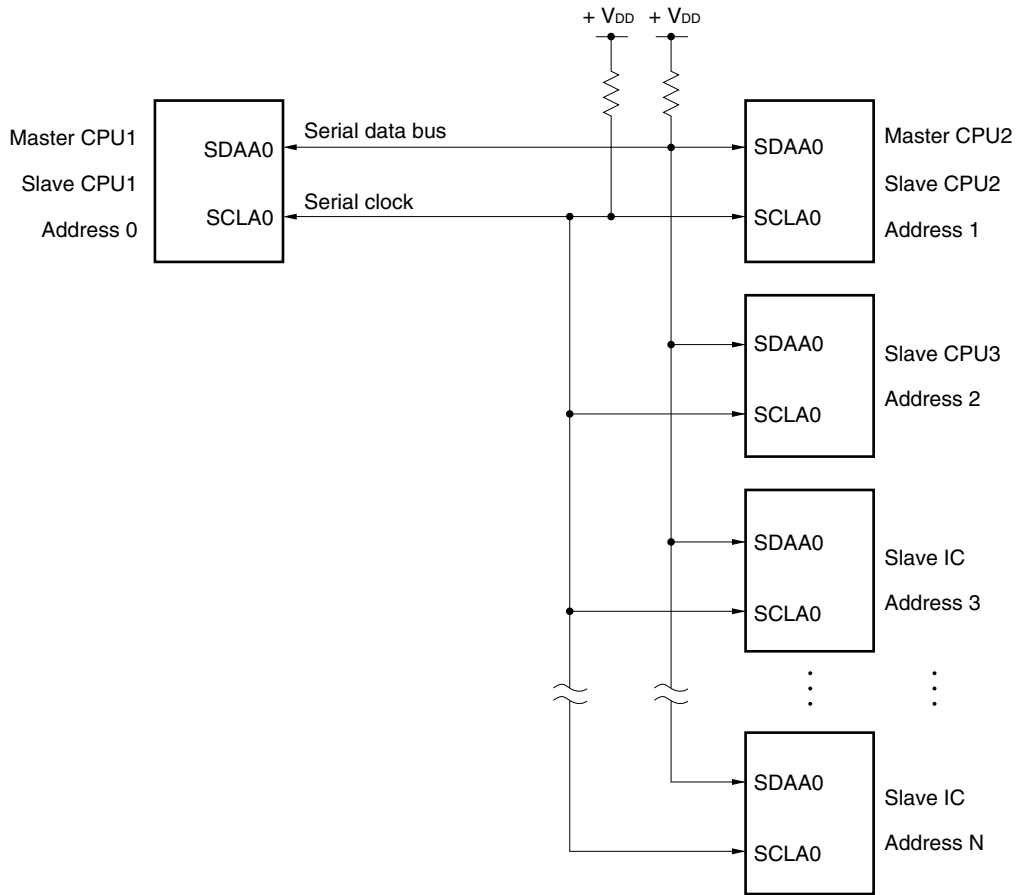 + VDD
+ VDD
Master CPU1
Slave CPU1
Address 0
SDAA0
SCLA0
Serial data bus
Serial clock
SDAA0
SCLA0
Master CPU2
Slave CPU2
Address 1
SDAA0
SCLA0
Slave CPU3
Address 2
SDAA0
SCLA0
Slave IC
Address 3
SDAA0
SCLA0
Slave IC
Address N